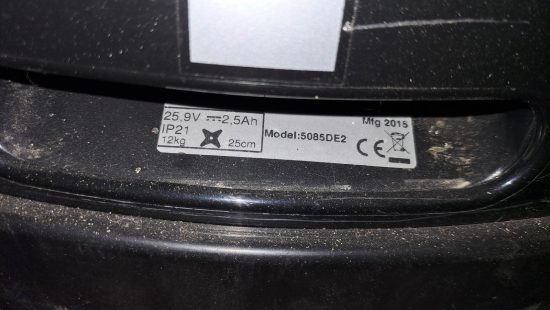 25,9V 2,5Ah
IP21
12kg 25cm
Model:5085DE2
Mfg 2015
CE